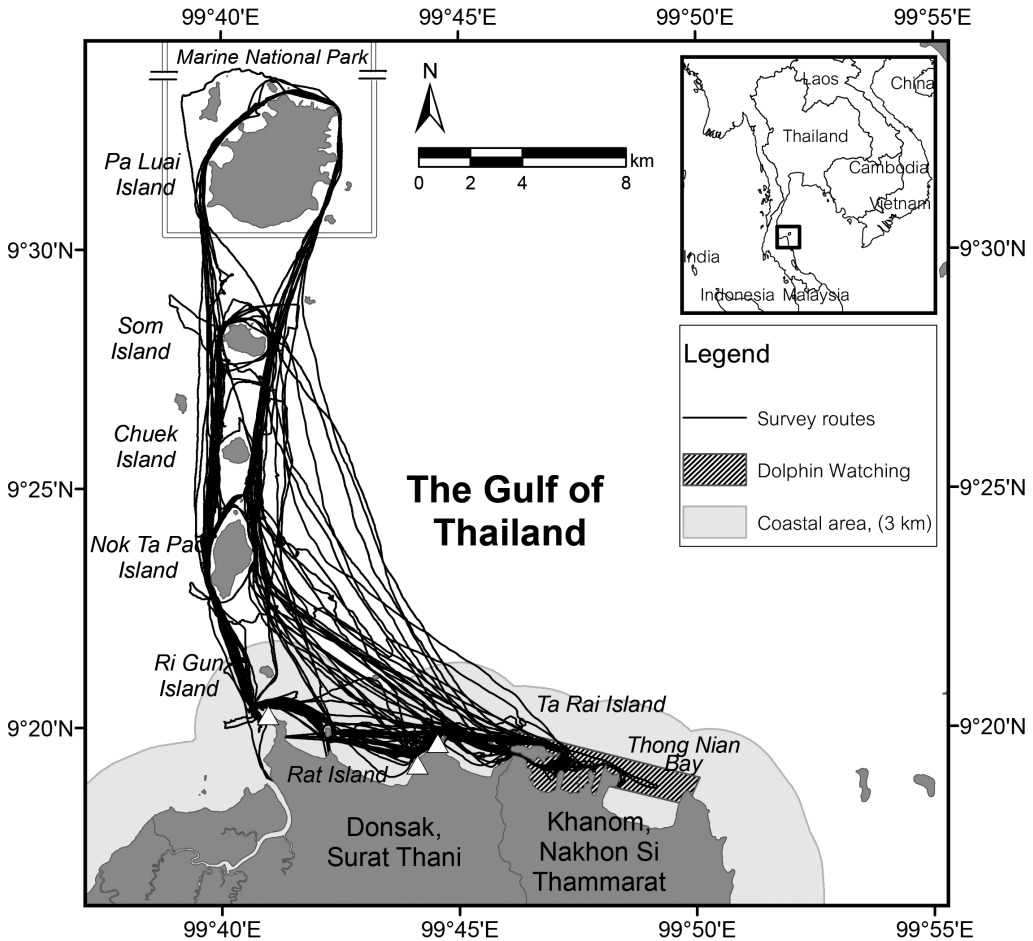 99°40'E
99°45'E
99°50'E
99°55'E
Marine National Park
N
km
0
2
4
8
Pa Luai
Island
9°30'N
9°30'N
Laos
China
Thailand
Cambodia
Vietnam
India
Indonesia
Malaysia
Som
Island
Legend
Survey routes
Dolphin Watching
Coastal area, (3 km)
Chuek
Island
9°25'N
9°25'N
The Gulf of
Thailand
Nok Ta Pao
Island
Ri Gun
Island
Ta Rai Island
9°20'N
9°20'N
Thong Nian
Bay
Rat Island
Donsak,
Surat Thani
Khanom,
Nakhon Si
Thammarat
99°40'E
99°45'E
99°50'E
99°55'E